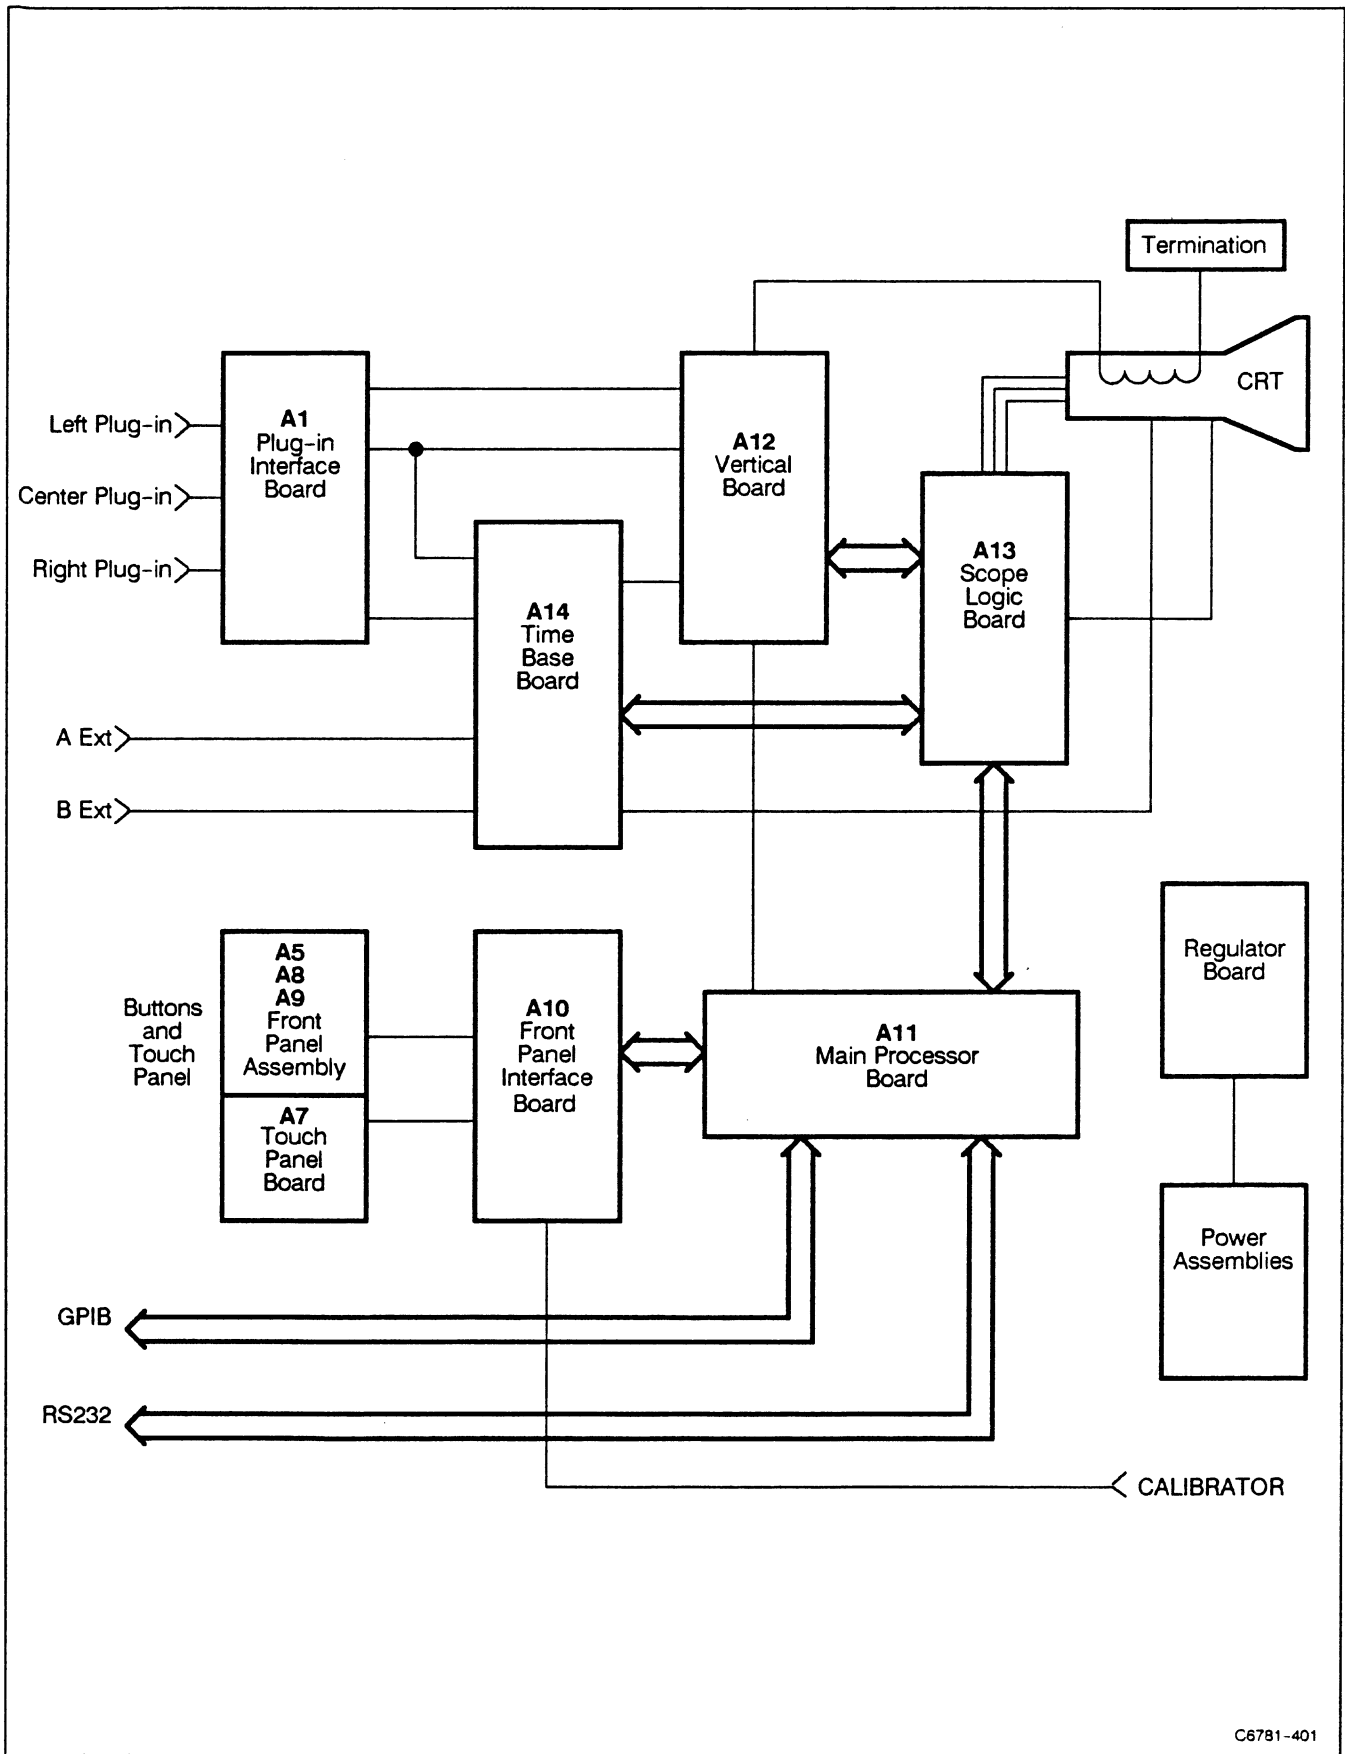 Termination
CRT
A1
Plug-in
Interface
Board
Left Plug-in
Center Plug-in
Right Plug-in
A12
Vertical
Board
A13
Scope
Logic
Board
A14
Time
Base
Board
A Ext
B Ext
Buttons
and
Touch
Panel
A5
A8
A9
Front
Panel
Assembly
A7
Touch
Panel
Board
A10
Front
Panel
Interface
Board
A11
Main Processor
Board
Regulator
Board
Power
Assemblies
GPIB
RS232
CALIBRATOR
C6781-401